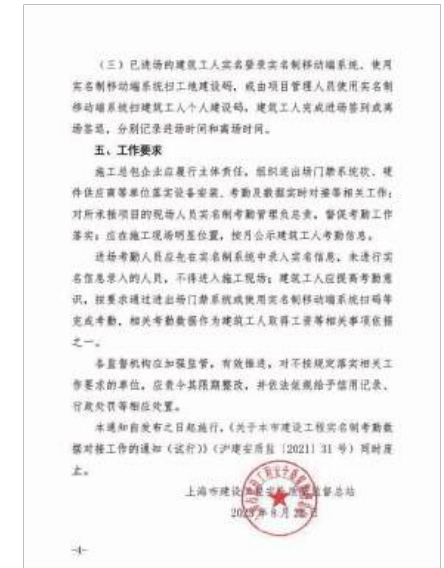 （三）已进场的建筑工人实名登录实名制移动端系统、使用
实名制移动端系统扫工地建设码，或由项目管理人员使用实名制
移动端系统扫建筑工人个人建设码，建筑工人完成进场签到或离
场签退，分别记录进场时间和离场时间。
五、工作要求
施工总包企业应履行主体责任，组织进出场门禁系统软、硬
件供应商等单位落实设备安装、考勤及数据实时对接等相关工作；
对所承接项目的现场人员实名制考勤管理负总责，督促考勤工作
落实；应在施工现场明显位置，按月公示建筑工人考勤信息。
进场考勤人员应先在实名制系统中录入实名信息，未进行实
名信息录入的人员，不得进入施工现场；建筑工人应提高考勤意
识，按要求通过进出场门禁系统或使用实名制移动端系统扫码等
完成考勤，相关考勤数据作为建筑工人取得工资等相关事项依据
之一。
各监督机构应加强监管，有效推进，对不按规定落实相关工
作要求的单位，应责令其限期整改，并依法依规给予信用记录、
行政处罚等相应处置。
本通知自发布之日起施行，《关于本市建设工程实名制考勤数
据对接工作的通知（试行）》（沪建安质监〔2021〕31 号）同时废
止。
上海市建设工程安全质量监督总站
2023年8月 日
-4-